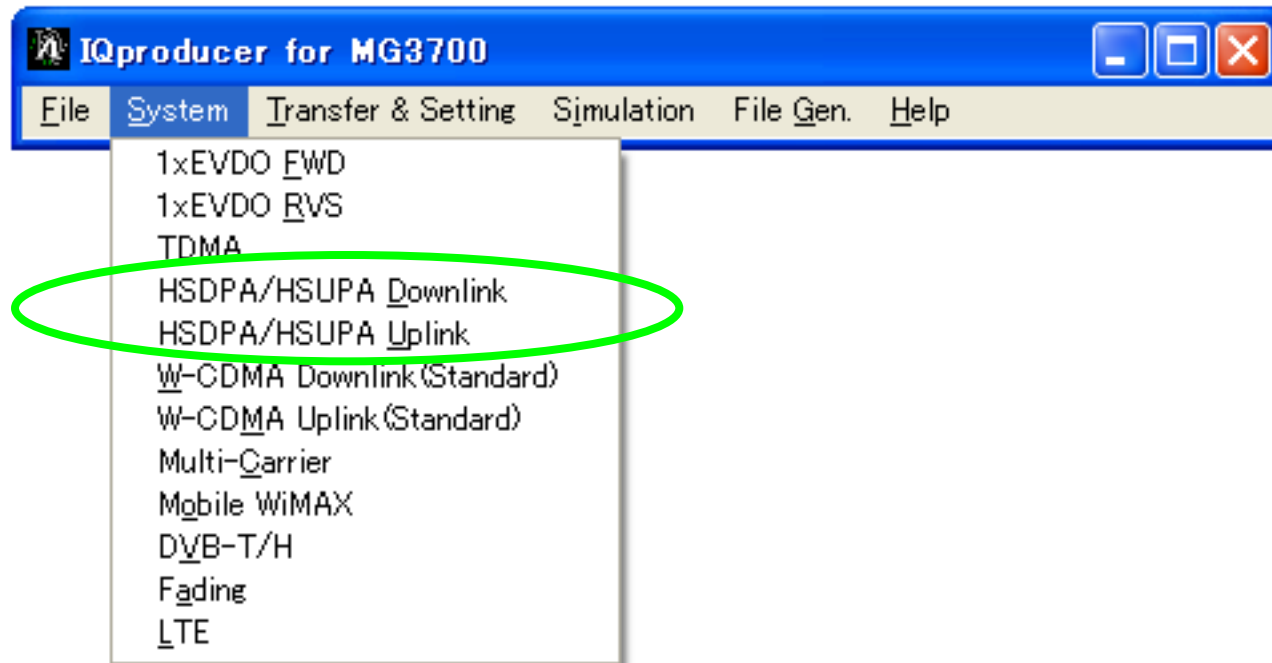 IQproducer for MG3700
File System Transfer & Setting Simulation File Gen. Help
1xEVDO FWD
1xEVDO RVS
TDMA
HSDPA/HSUPA Downlink
HSDPA/HSUPA Uplink
W-CDMA Downlink(Standard)
W-CDMA Uplink(Standard)
Multi-Carrier
Mobile WiMAX
DVB-T/H
Fading
LTE